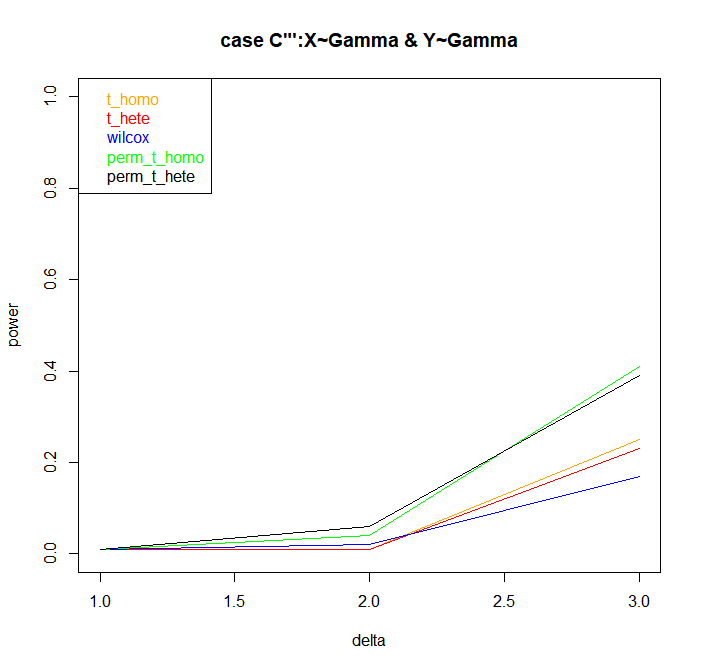 case C''':X~Gamma & Y~Gamma
t_homo
t_hete
wilcox
perm_t_homo
perm_t_hete
power
1.0
0.8
0.6
0.4
0.2
0.0
1.0 1.5 2.0 2.5 3.0
delta